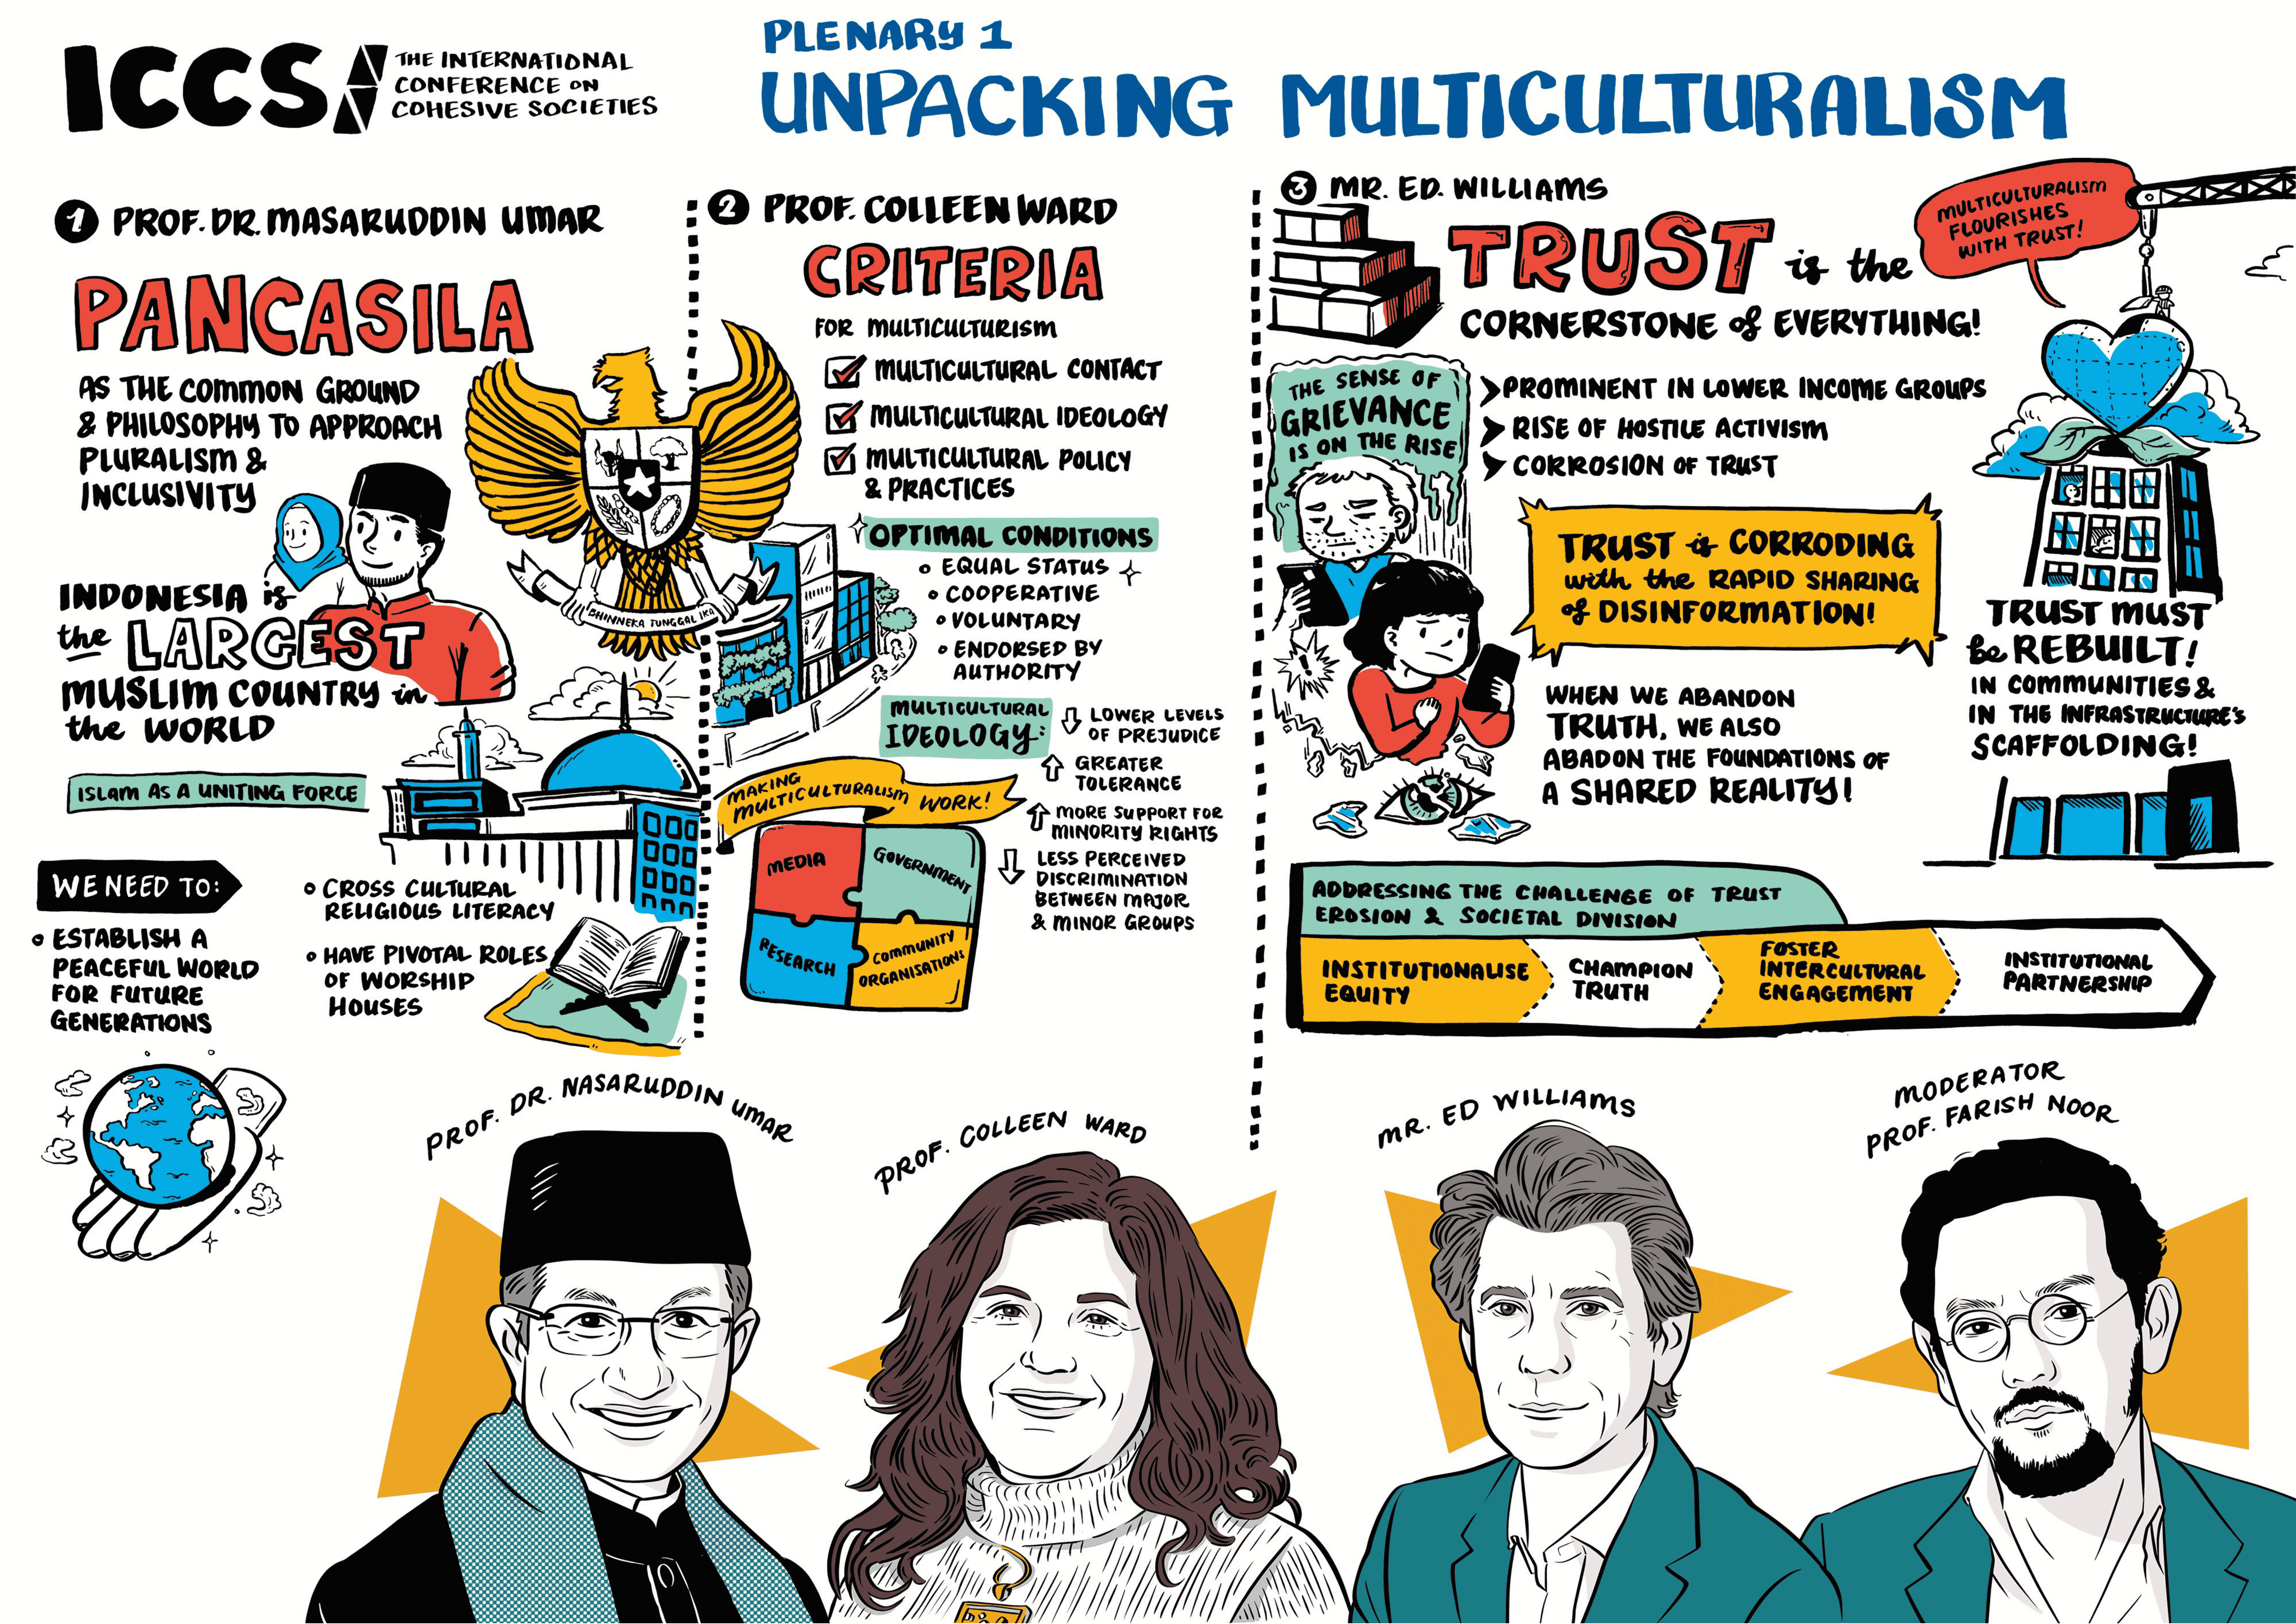 ICCS
THE INTERNATIONAL
CONFERENCE ON
COHESIVE SOCIETIES
PLENARY 1
UNPACKING MULTICULTURALISM
1 PROF. DR. MASARUDDIN UMAR
PANCASILA
AS THE COMMON GROUND
& PHILOSOPHY TO APPROACH
PLURALISM &
INCLUSIVITY
BHINNEKA TUNGGAL IKA
INDONESIA is
the LARGEST
MUSLIM COUNTRY in
the WORLD
ISLAM AS A UNITING FORCE
WE NEED TO:
ESTABLISH A
PEACEFUL WORLD
FOR FUTURE
GENERATIONS
CROSS CULTURAL
RELIGIOUS LITERACY
HAVE PIVOTAL ROLES
OF WORSHIP
HOUSES
2 PROF. COLLEEN WARD
CRITERIA
FOR MULTICULTURISM
MULTICULTURAL CONTACT
MULTICULTURAL IDEOLOGY
MULTICULTURAL POLICY
& PRACTICES
OPTIMAL CONDITIONS
EQUAL STATUS
COOPERATIVE
VOLUNTARY
ENDORSED BY
AUTHORITY
MULTICULTURAL
IDEOLOGY:
LOWER LEVELS
OF PREJUDICE
GREATER
TOLERANCE
MORE SUPPORT FOR
MINORITY RIGHTS
LESS PERCEIVED
DISCRIMINATION
BETWEEN MAJOR
& MINOR GROUPS
MAKING
MULTICULTURALISM WORK!
MEDIA
GOVERNMENT
RESEARCH
COMMUNITY
ORGANISATIONS
3 MR. ED. WILLIAMS
TRUST is the
CORNERSTONE of EVERYTHING!
MULTICULTURALISM
FLOURISHES
WITH TRUST!
THE SENSE OF
GRIEVANCE
IS ON THE RISE
PROMINENT IN LOWER INCOME GROUPS
RISE OF HOSTILE ACTIVISM
CORROSION OF TRUST
TRUST is CORRODING
with the RAPID SHARING
of DISINFORMATION!
WHEN WE ABANDON
TRUTH, WE ALSO
ABADON THE FOUNDATIONS OF
A SHARED REALITY!
TRUST MUST
be REBUILT!
IN COMMUNITIES &
IN THE INFRASTRUCTURE'S
SCAFFOLDING!
ADDRESSING THE CHALLENGE OF TRUST
EROSION & SOCIETAL DIVISION
INSTITUTIONALISE
EQUITY
CHAMPION
TRUTH
FOSTER
INTERCULTURAL
ENGAGEMENT
INSTITUTIONAL
PARTNERSHIP
PROF. DR. NASARUDDIN UMAR
PROF. COLLEEN WARD
MR. ED WILLIAMS
MODERATOR
PROF. FARISH NOOR